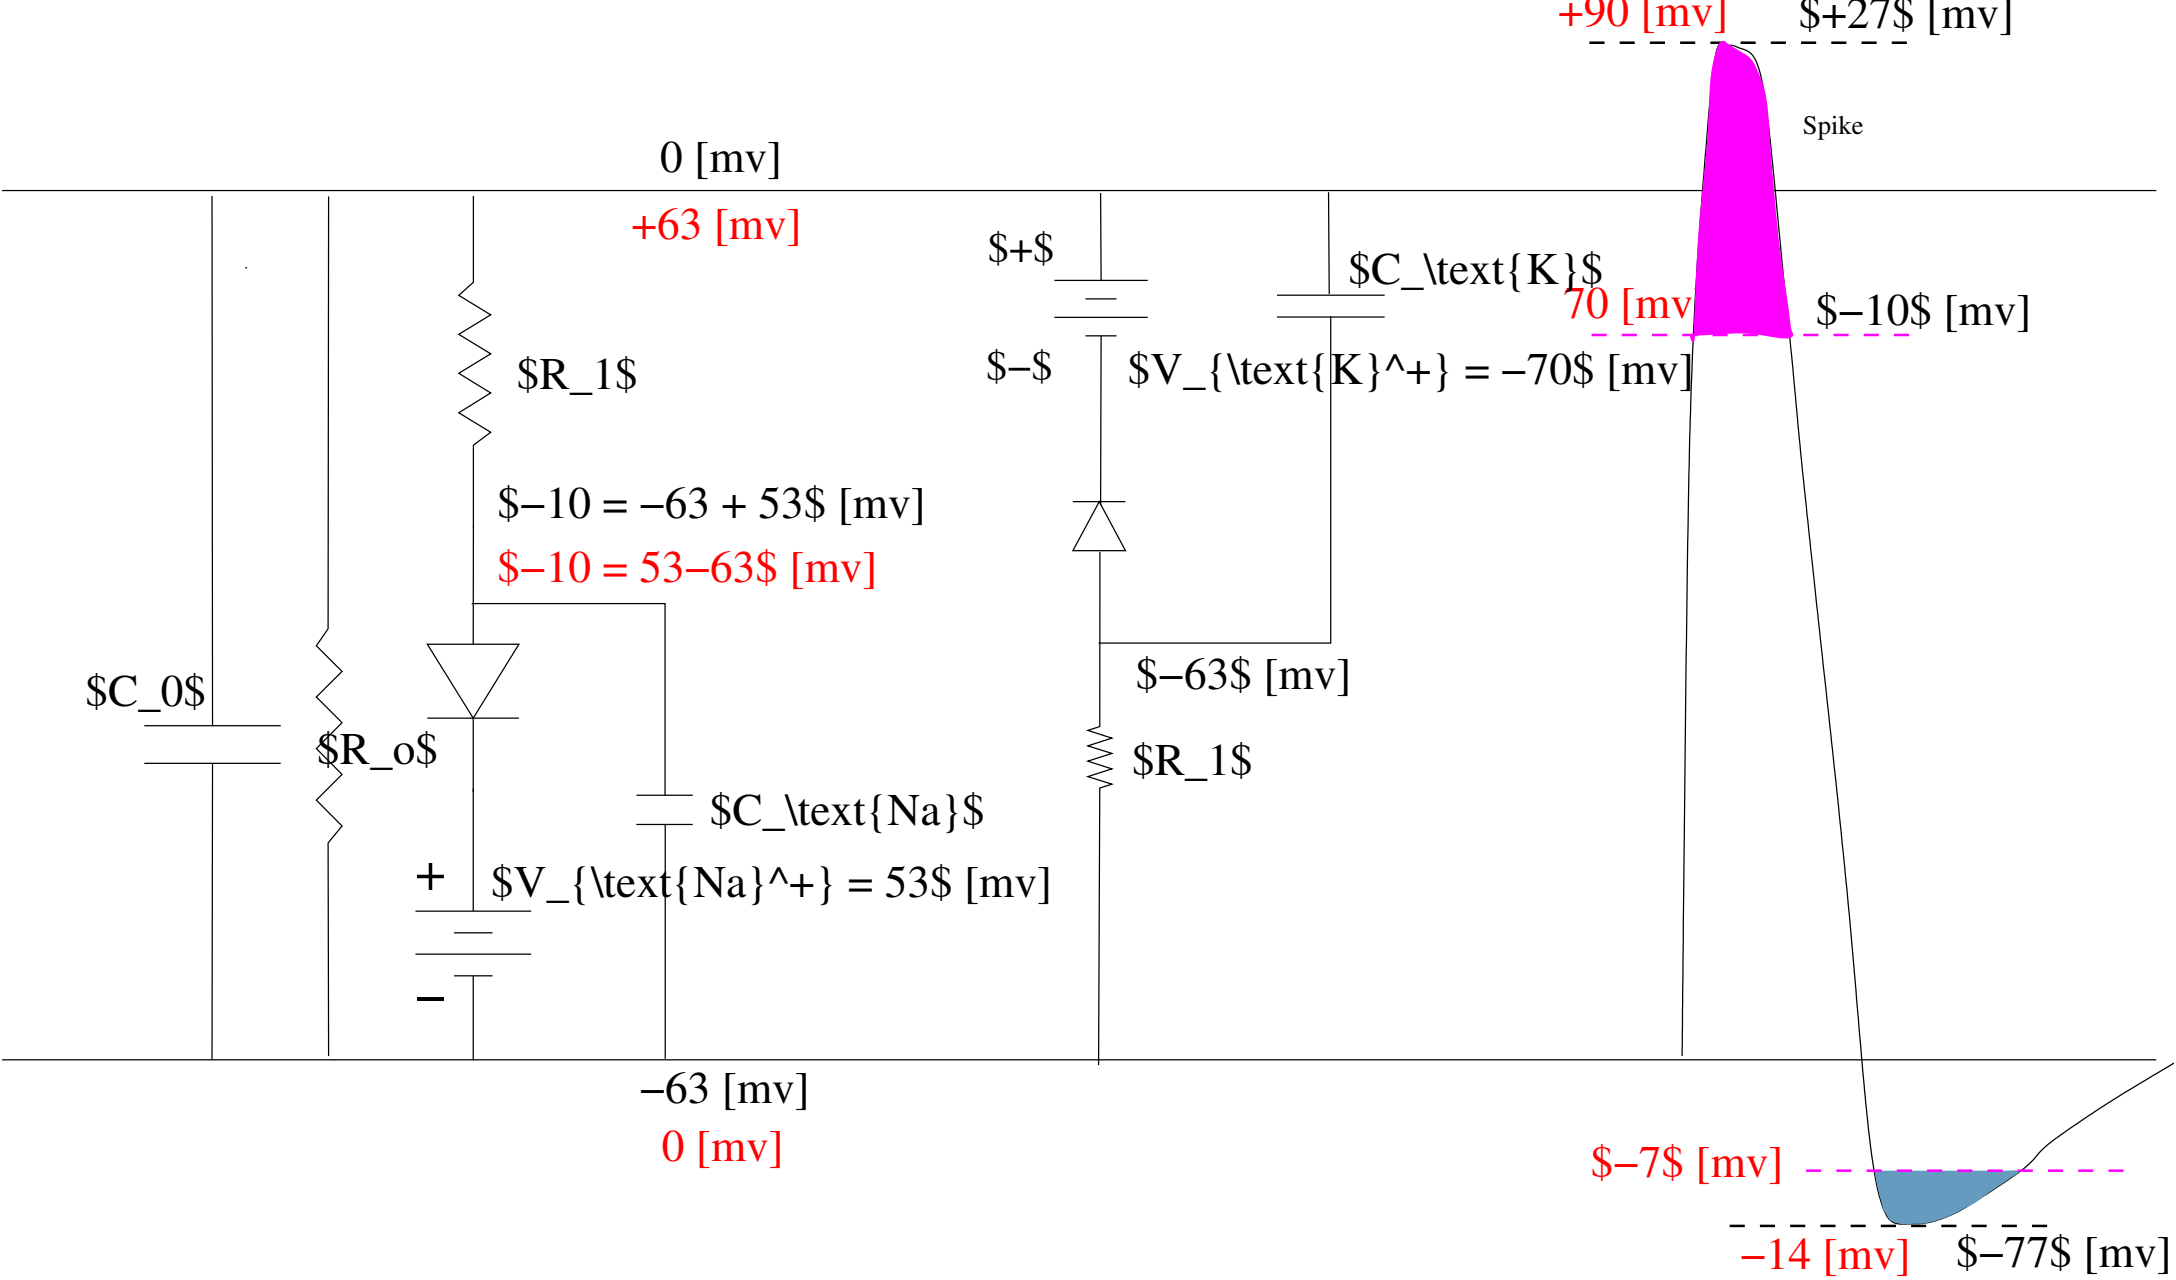 +90 [mv]
$+27$ [mv]
Spike
0 [mv]
+63 [mv]
$+$
$C_\text{K}$
70 [mv
$−10$ [mv]
$−$
$V_{\text{K}^+} = −70$ [mv]
$R_1$
$−10 = −63 + 53$ [mv]
$−10 = 53−63$ [mv]
$−63$ [mv]
$C_0$
$R_o$
$R_1$
$C_\text{Na}$
+
$V_{\text{Na}^+} = 53$ [mv]
−
−63 [mv]
0 [mv]
$−7$ [mv]
−14 [mv]
$−77$ [mv]